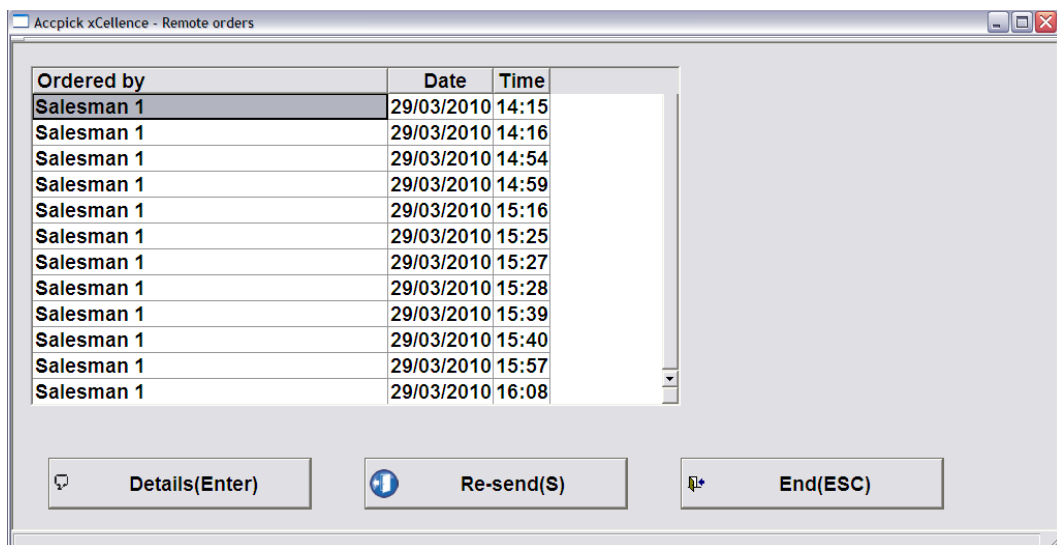 Accpick xCellence - Remote orders
Ordered by Date Time
Salesman 1 29/03/2010 14:15
Salesman 1 29/03/2010 14:16
Salesman 1 29/03/2010 14:54
Salesman 1 29/03/2010 14:59
Salesman 1 29/03/2010 15:16
Salesman 1 29/03/2010 15:25
Salesman 1 29/03/2010 15:27
Salesman 1 29/03/2010 15:28
Salesman 1 29/03/2010 15:39
Salesman 1 29/03/2010 15:40
Salesman 1 29/03/2010 15:57
Salesman 1 29/03/2010 16:08
Details(Enter) Re-send(S) End(ESC)